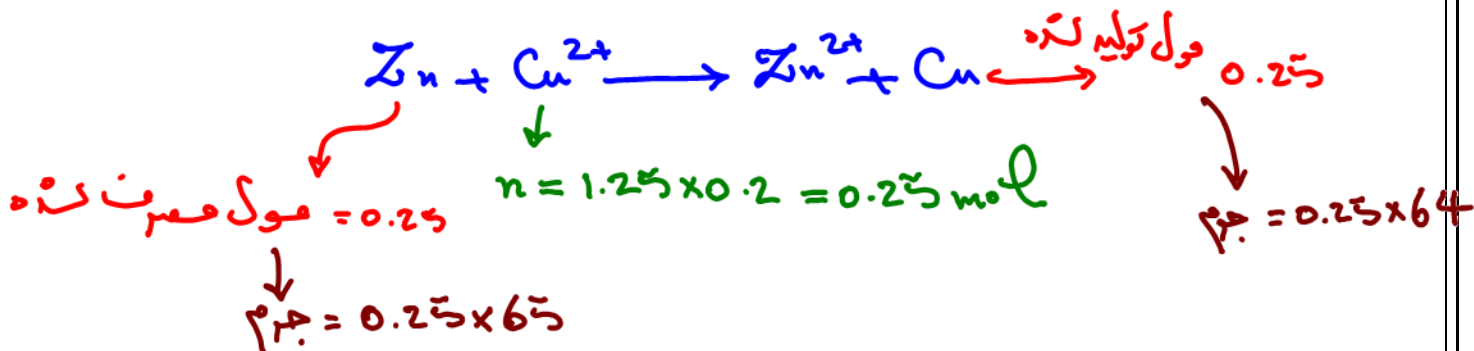 Zn + Cu²⁺ ⟶ Zn²⁺ + Cu ⟷ مول تولید شده 0.25
n = 1.25×0.2 = 0.25 mol
مول مصرف شده = 0.25
جرم = 0.25×64
جرم = 0.25×65